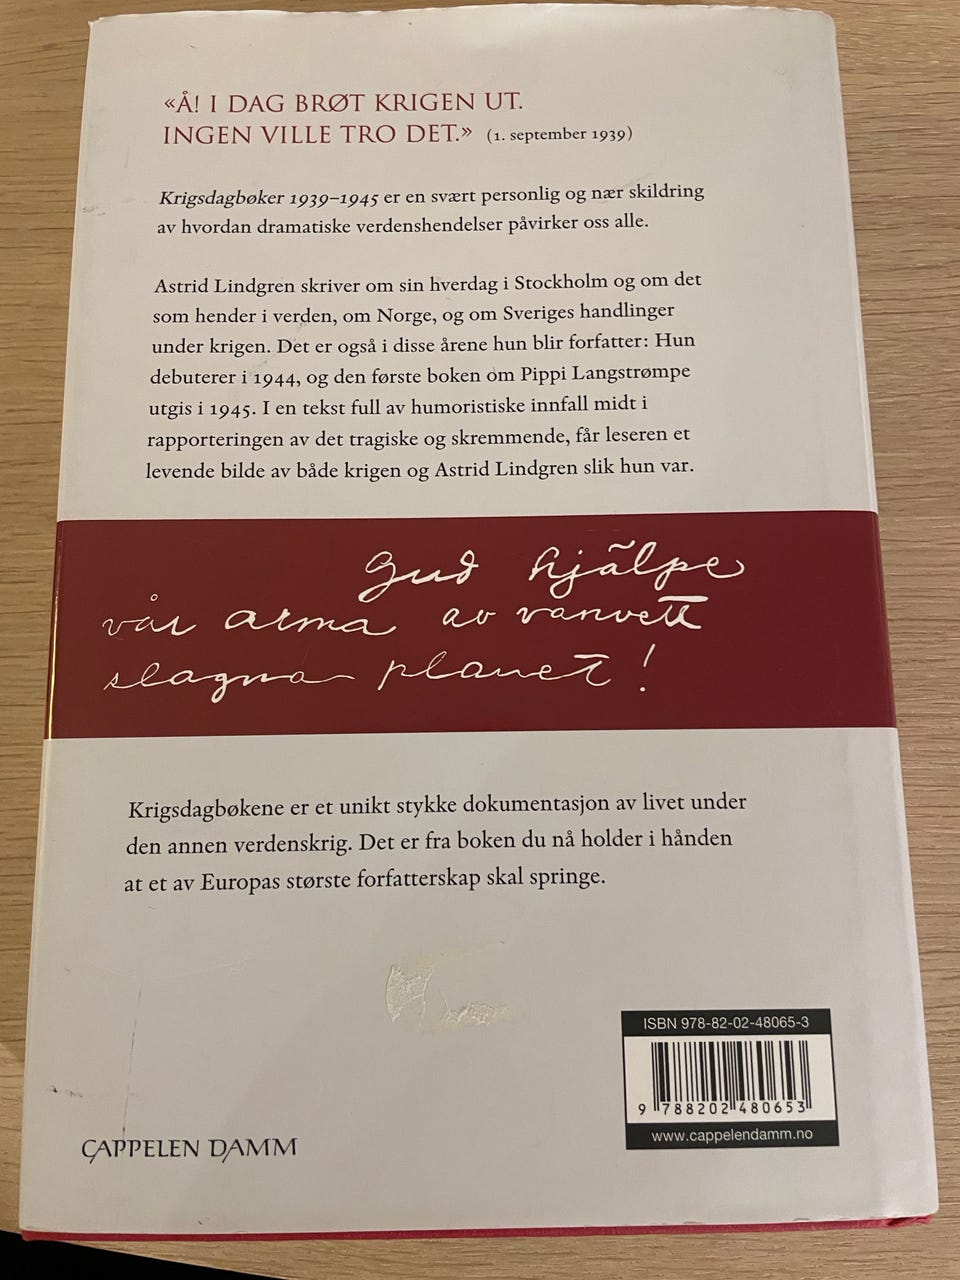 «Å! I DAG BRØT KRIGEN UT.
INGEN VILLE TRO DET.» (1. september 1939)
Krigsdagbøker 1939–1945 er en svært personlig og nær skildring
av hvordan dramatiske verdenshendelser påvirker oss alle.
Astrid Lindgren skriver om sin hverdag i Stockholm og om det
som hender i verden, om Norge, og om Sveriges handlinger
under krigen. Det er også i disse årene hun blir forfatter: Hun
debuterer i 1944, og den første boken om Pippi Langstrømpe
utgis i 1945. I en tekst full av humoristiske innfall midt i
rapporteringen av det tragiske og skremmende, får leseren et
levende bilde av både krigen og Astrid Lindgren slik hun var.
Gud hjälpe
vår arma av vanvett
slagna planet!
Krigsdagbøkene er et unikt stykke dokumentasjon av livet under
den annen verdenskrig. Det er fra boken du nå holder i hånden
at et av Europas største forfatterskap skal springe.
ISBN 978-82-02-48065-3
9 788202 480653
www.cappelendamm.no
CAPPELEN DAMM